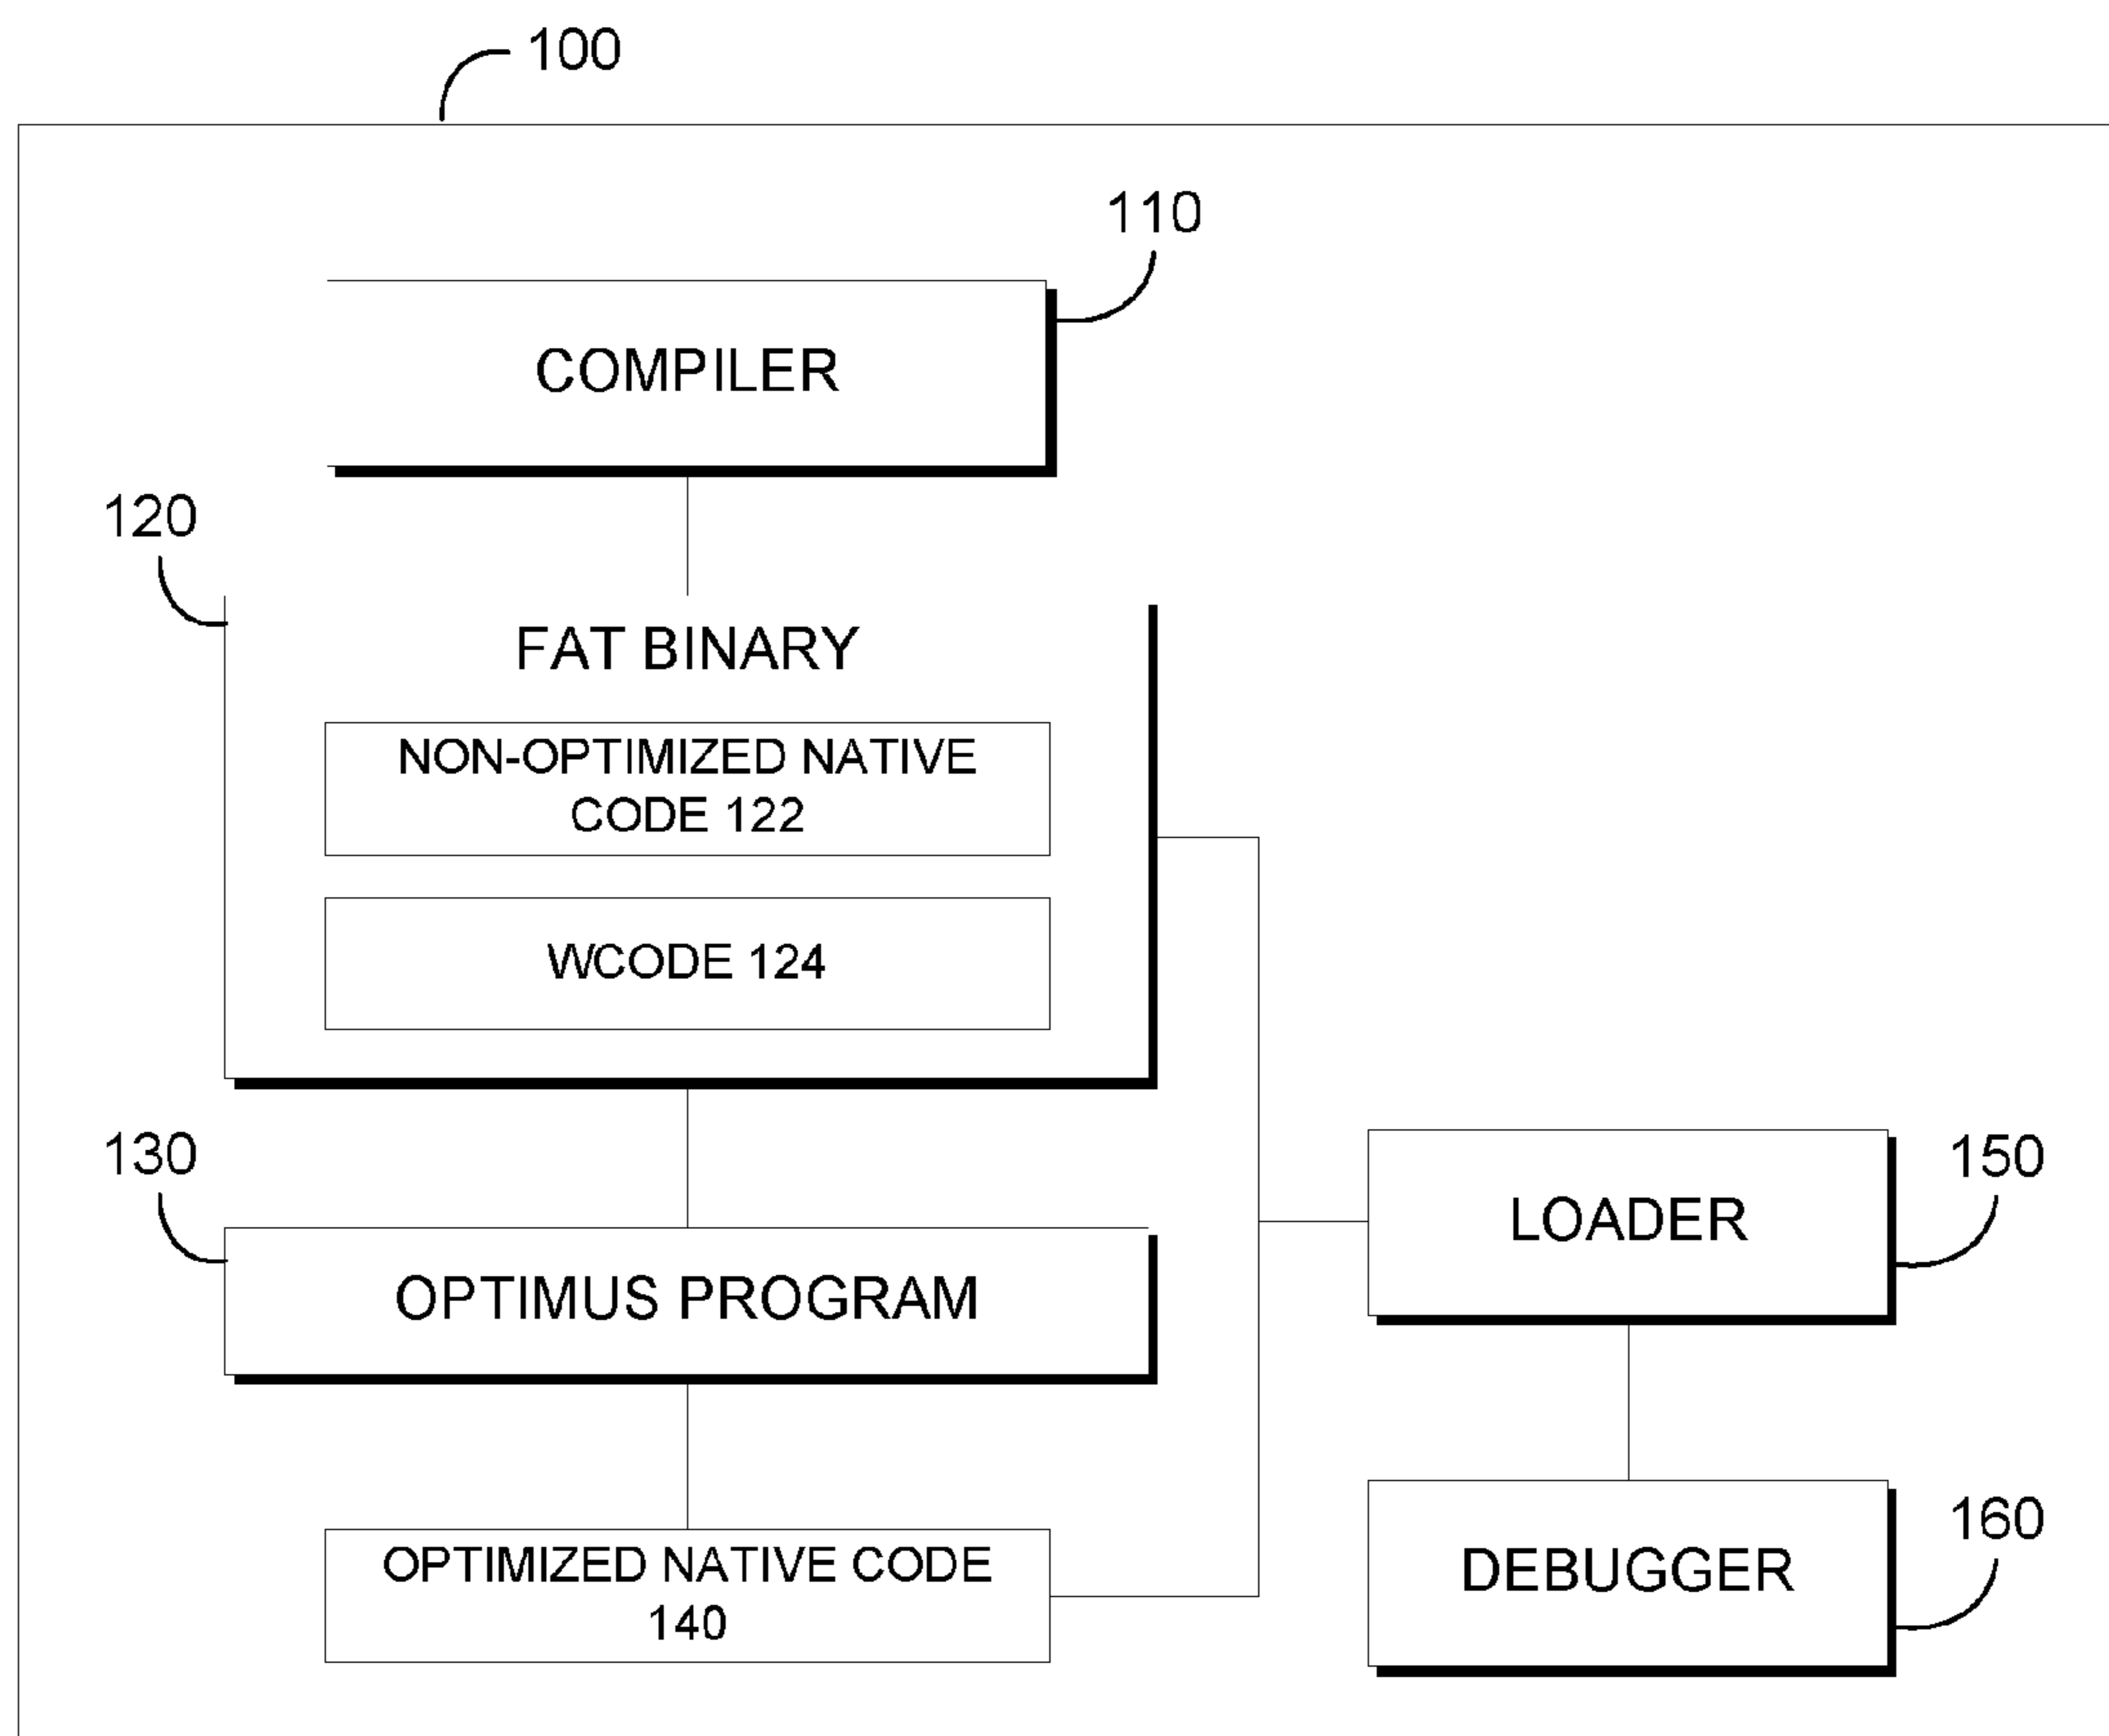 100
110
COMPILER
120
FAT BINARY
NON-OPTIMIZED NATIVE
CODE 122
WCODE 124
130
OPTIMUS PROGRAM
150
LOADER
OPTIMIZED NATIVE CODE
140
160
DEBUGGER